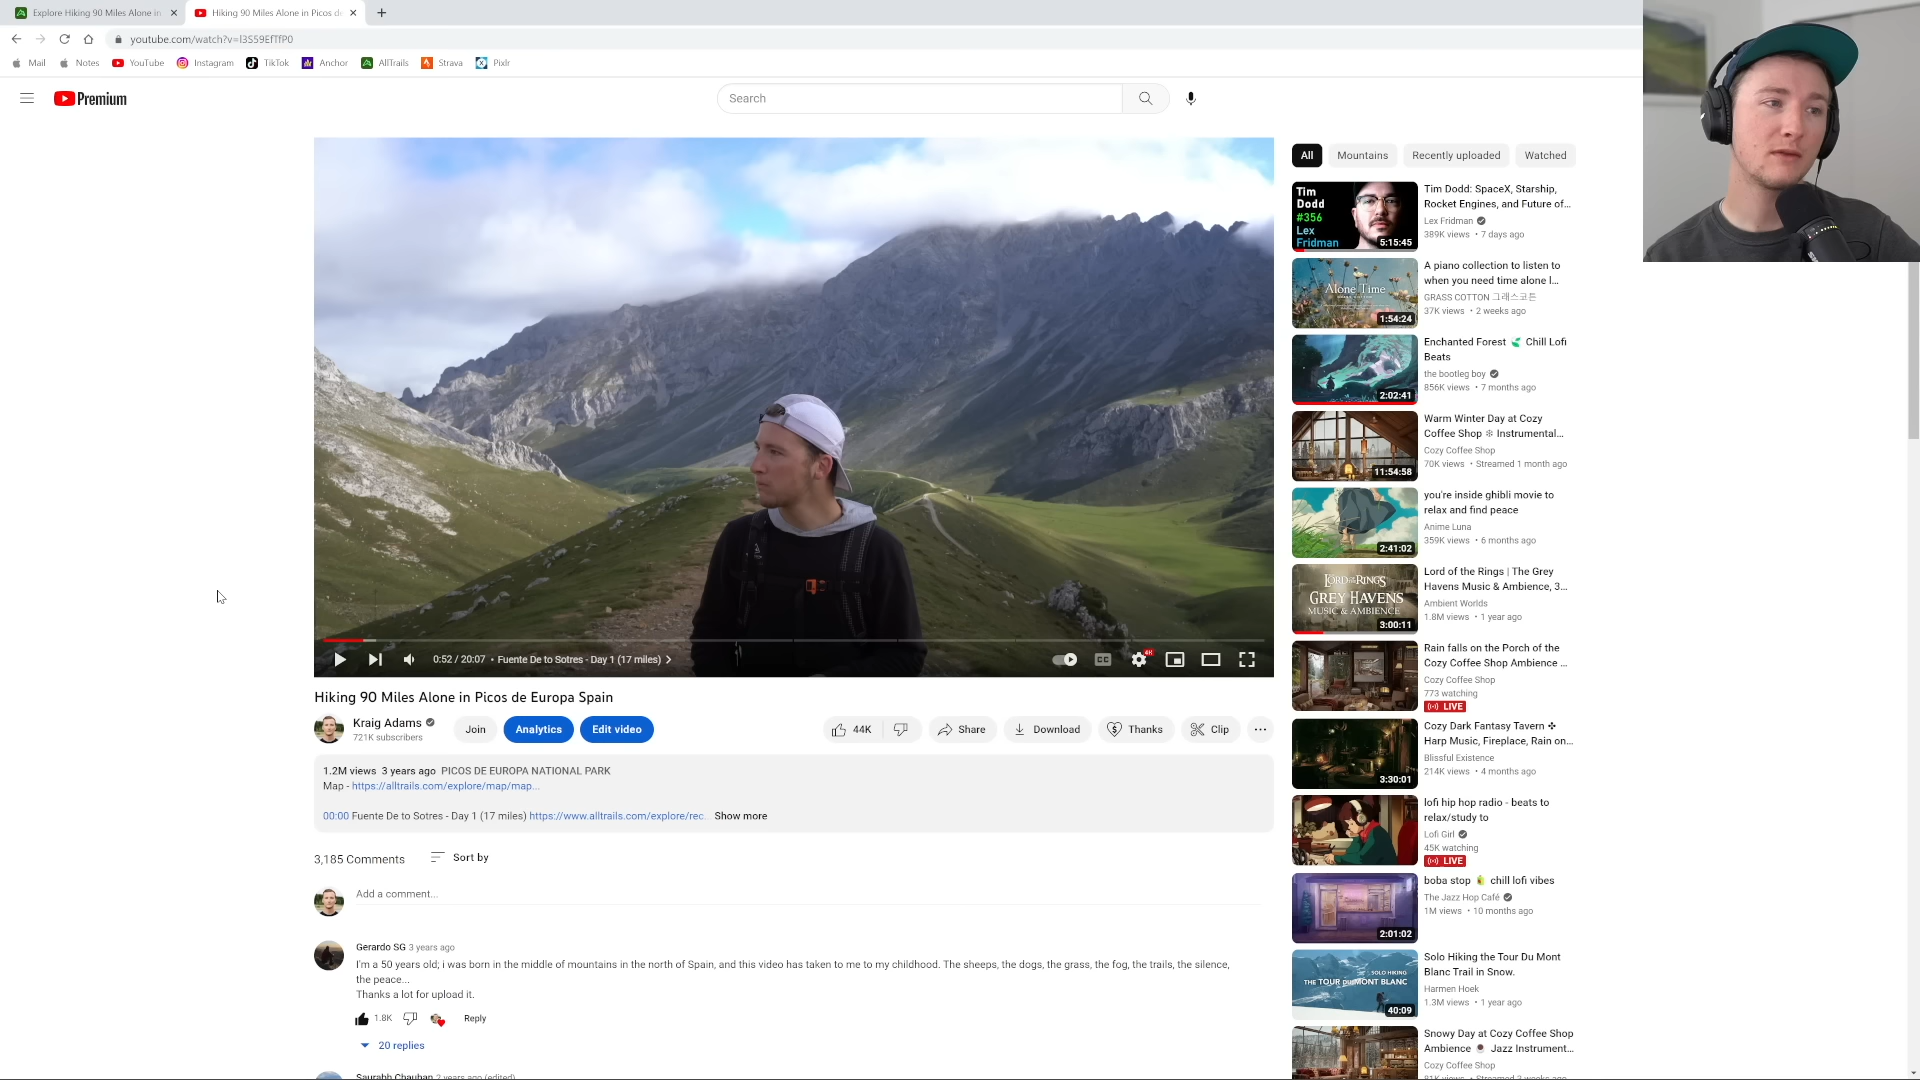 Explore Hiking 90 Miles Alone in
Hiking 90 Miles Alone in Picos de
youtube.com/watch?v=l3S59EfTfP0
Mail
Notes
YouTube
Instagram
TikTok
Anchor
AllTrails
Strava
Pixlr
Premium
Search
0:52 / 20:07 • Fuente De to Sotres - Day 1 (17 miles)
CC
4K
Hiking 90 Miles Alone in Picos de Europa Spain
Kraig Adams
721K subscribers
Join
Analytics
Edit video
44K
Share
Download
Thanks
Clip
1.2M views 3 years ago PICOS DE EUROPA NATIONAL PARK
Map - https://alltrails.com/explore/map/map...
00:00 Fuente De to Sotres - Day 1 (17 miles) https://www.alltrails.com/explore/rec... Show more
3,185 Comments
Sort by
Add a comment...
Gerardo SG 3 years ago
I'm a 50 years old; i was born in the middle of mountains in the north of Spain, and this video has taken to me to my childhood. The sheeps, the dogs, the grass, the fog, the trails, the silence,
the peace...
Thanks a lot for upload it.
1.8K
Reply
20 replies
Saurabh Chauhan 2 years ago (edited)
All
Mountains
Recently uploaded
Watched
Tim
Dodd
#356
Lex
Fridman
5:15:45
Tim Dodd: SpaceX, Starship,
Rocket Engines, and Future of...
Lex Fridman
389K views • 7 days ago
Alone Time
1:54:24
A piano collection to listen to
when you need time alone l...
GRASS COTTON 그래스코튼
37K views • 2 weeks ago
2:02:41
Enchanted Forest Chill Lofi
Beats
the bootleg boy
856K views • 7 months ago
11:54:58
Warm Winter Day at Cozy
Coffee Shop ❄ Instrumental...
Cozy Coffee Shop
70K views • Streamed 1 month ago
2:41:02
you're inside ghibli movie to
relax and find peace
Anime Luna
359K views • 6 months ago
LORD OF THE RINGS
GREY HAVENS
MUSIC & AMBIENCE
3:00:11
Lord of the Rings | The Grey
Havens Music & Ambience, 3...
Ambient Worlds
1.8M views • 1 year ago
Rain falls on the Porch of the
Cozy Coffee Shop Ambience ...
Cozy Coffee Shop
773 watching
LIVE
3:30:01
Cozy Dark Fantasy Tavern ✣
Harp Music, Fireplace, Rain on...
Blissful Existence
214K views • 4 months ago
lofi hip hop radio - beats to
relax/study to
Lofi Girl
45K watching
LIVE
2:01:02
boba stop chill lofi vibes
The Jazz Hop Café
1M views • 10 months ago
SOLO HIKING
THE TOUR DU MONT BLANC
40:09
Solo Hiking the Tour Du Mont
Blanc Trail in Snow.
Harmen Hoek
1.3M views • 1 year ago
Snowy Day at Cozy Coffee Shop
Ambience Jazz Instrument...
Cozy Coffee Shop
81K views • Streamed 3 weeks ago